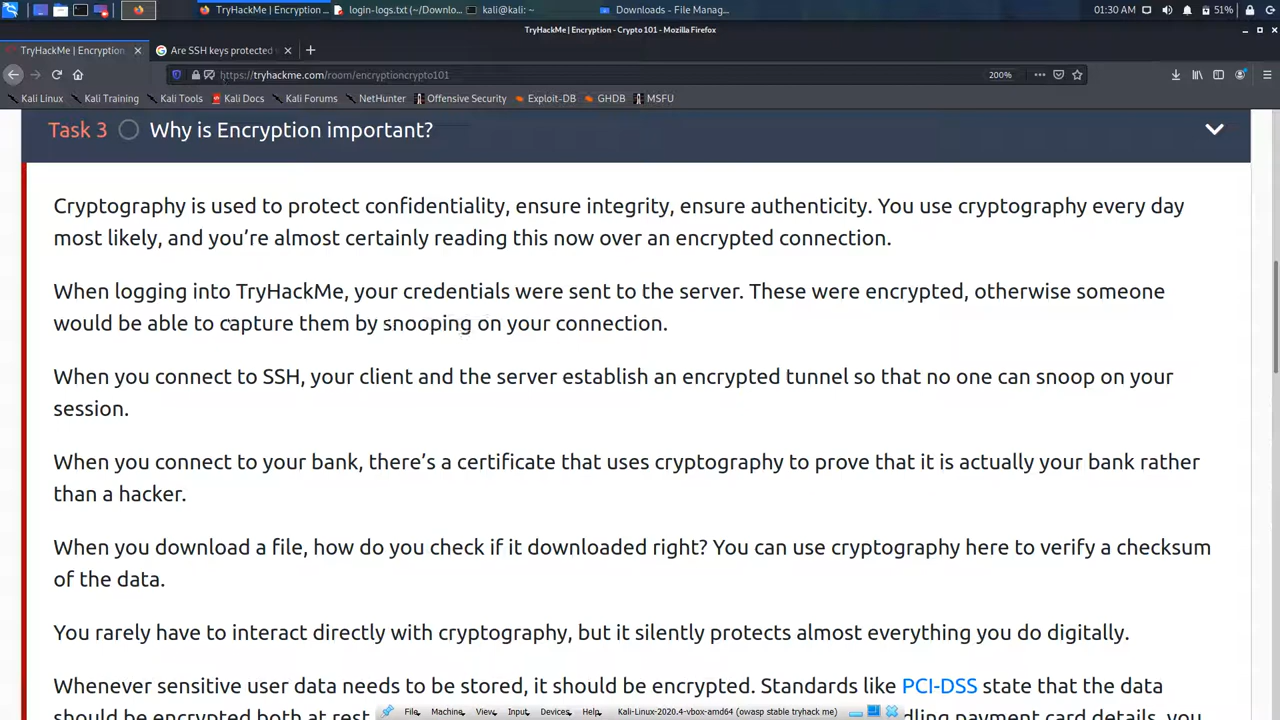 TryHackMe | Encryption ... login-logs.txt (~/Downlo... kali@kali: ~ Downloads - File Manag... 01:30 AM 51%
TryHackMe | Encryption - Crypto 101 - Mozilla Firefox
TryHackMe | Encryption Are SSH keys protected
https://tryhackme.com/room/encryptioncrypto101 200%
Kali Linux Kali Training Kali Tools Kali Docs Kali Forums NetHunter Offensive Security Exploit-DB GHDB MSFU
Task 3 Why is Encryption important?
Cryptography is used to protect confidentiality, ensure integrity, ensure authenticity. You use cryptography every day
most likely, and you're almost certainly reading this now over an encrypted connection.
When logging into TryHackMe, your credentials were sent to the server. These were encrypted, otherwise someone
would be able to capture them by snooping on your connection.
When you connect to SSH, your client and the server establish an encrypted tunnel so that no one can snoop on your
session.
When you connect to your bank, there's a certificate that uses cryptography to prove that it is actually your bank rather
than a hacker.
When you download a file, how do you check if it downloaded right? You can use cryptography here to verify a checksum
of the data.
You rarely have to interact directly with cryptography, but it silently protects almost everything you do digitally.
Whenever sensitive user data needs to be stored, it should be encrypted. Standards like PCI-DSS state that the data
should be encrypted both at rest dling payment card details, you
File Machine View Input Devices Help Kali-Linux-2020.4-vbox-amd64 (owasp stable tryhack me)